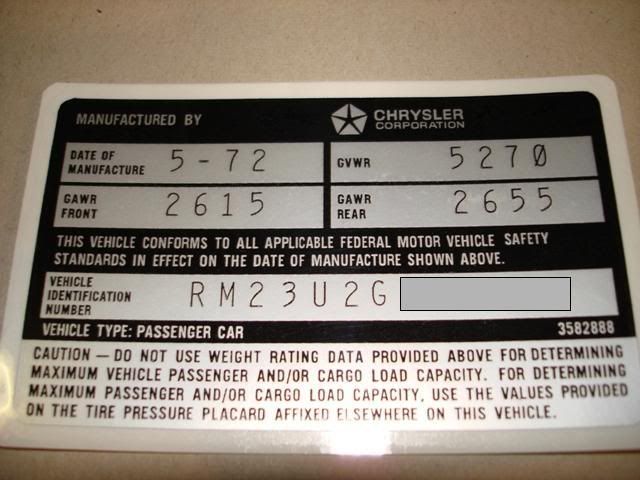 MANUFACTURED BY CHRYSLER CORPORATION
DATE OF MANUFACTURE 5-72 GVWR 5270
GAWR FRONT 2615 GAWR REAR 2655
THIS VEHICLE CONFORMS TO ALL APPLICABLE FEDERAL MOTOR VEHICLE SAFETY
STANDARDS IN EFFECT ON THE DATE OF MANUFACTURE SHOWN ABOVE.
VEHICLE IDENTIFICATION NUMBER RM23U2G
VEHICLE TYPE: PASSENGER CAR 3582888
CAUTION — DO NOT USE WEIGHT RATING DATA PROVIDED ABOVE FOR DETERMINING
MAXIMUM VEHICLE PASSENGER AND/OR CARGO LOAD CAPACITY. FOR DETERMINING
MAXIMUM PASSENGER AND/OR CARGO LOAD CAPACITY, USE THE VALUES PROVIDED
ON THE TIRE PRESSURE PLACARD AFFIXED ELSEWHERE ON THIS VEHICLE.